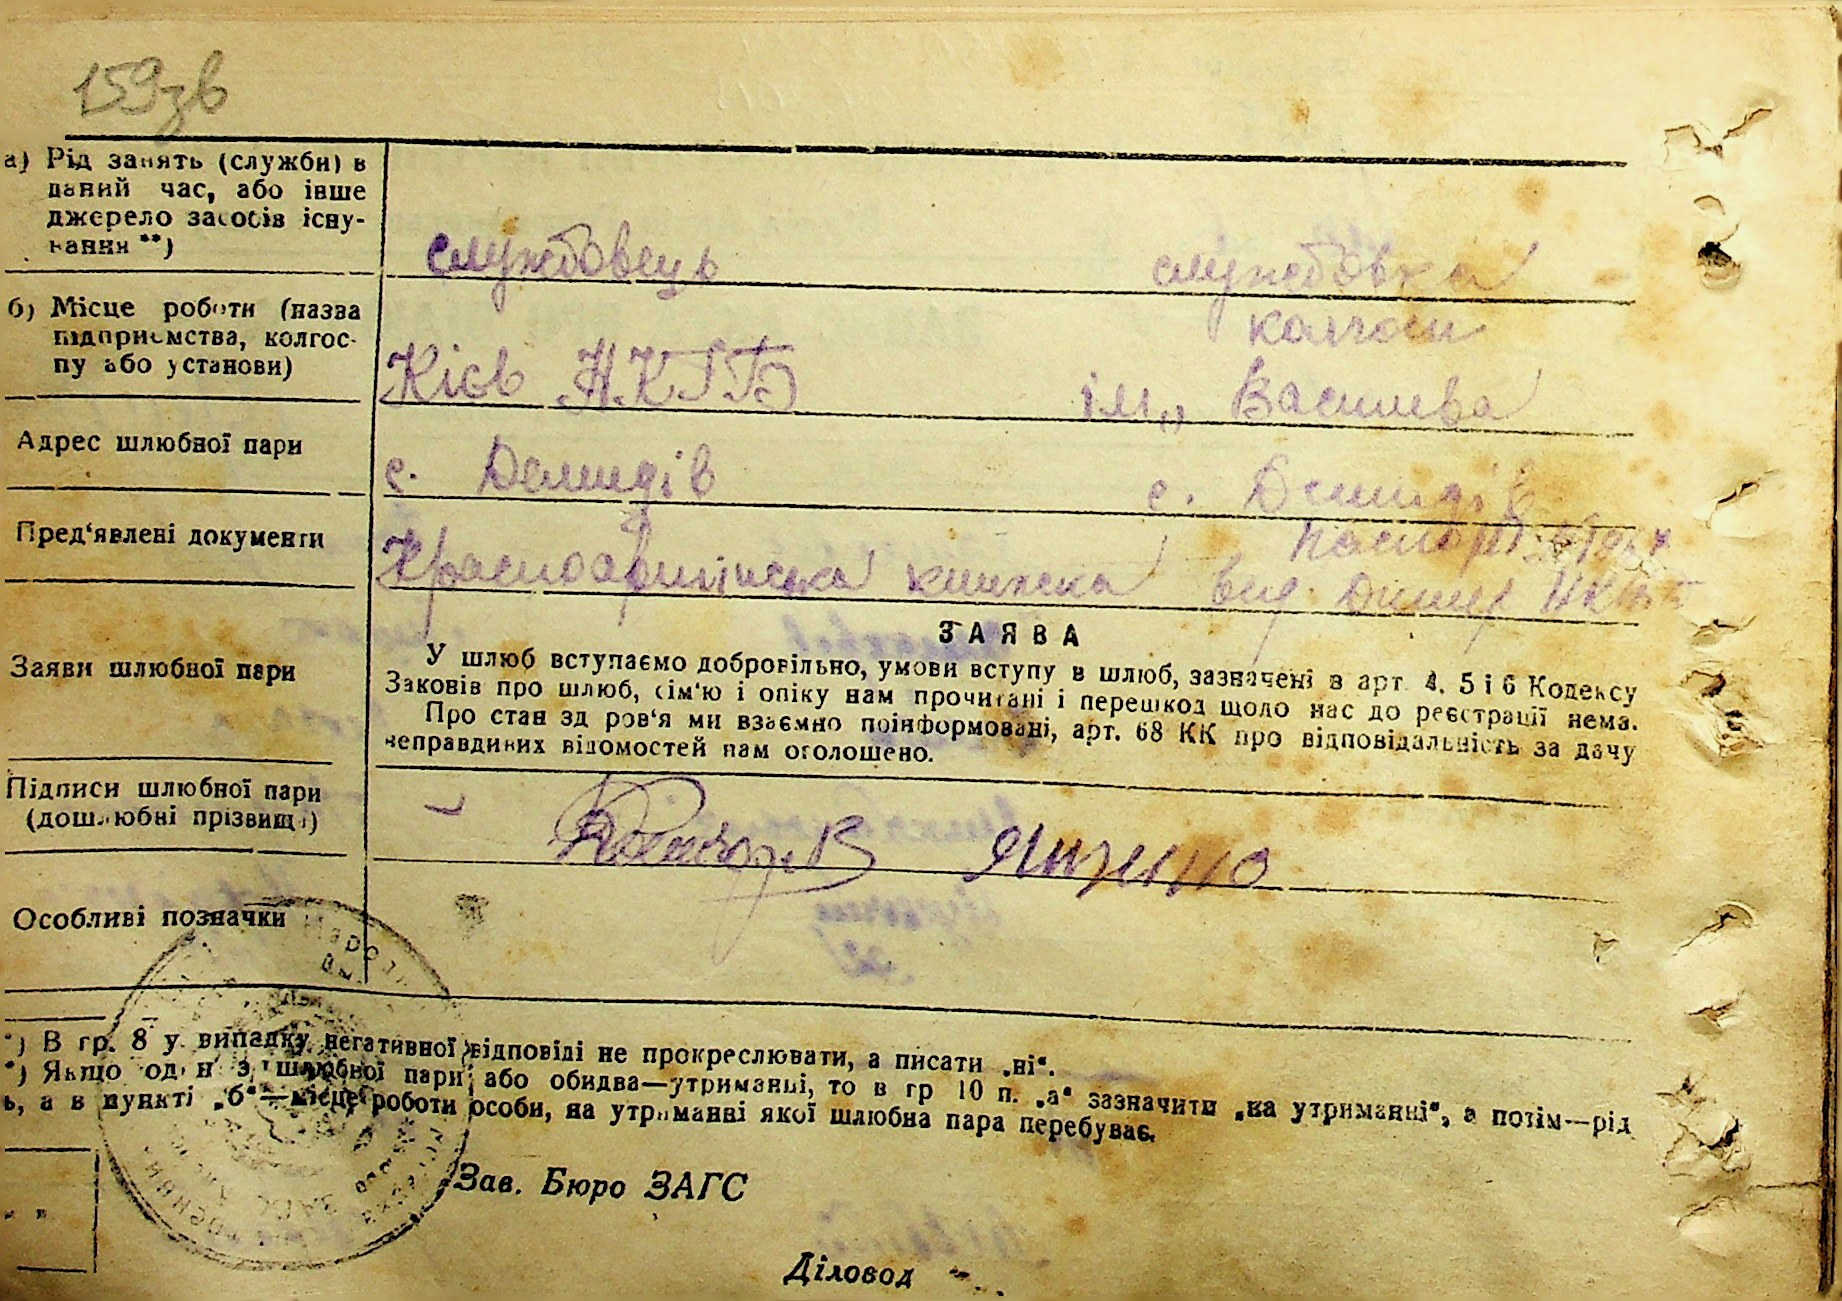 159зв
а) Рід занять (служби) в
даний час, або інше
джерело засобів існу-
вання **)
службовець
службовка
б) Місце роботи (назва
підприємства, колгос-
пу або установи)
колгосп
Кієв НКГБ
ім. Василева
Адрес шлюбної пари
с. Демидів
с. Демидів
Пред'явлені документи
паспорт
Красноармійська книжка
вид. Димер
ЗАЯВА
Заяви шлюбної пари
У шлюб вступаємо добровільно, умови вступу в шлюб, зазначені в арт 4. 5 і 6 Кодексу
Законів про шлюб, сім'ю і опіку нам прочитані і перешкод щодо нас до реєстрації нема.
Про стан здоров'я ми взаємно поінформовані, арт. 68 КК про відповідальність за дачу
неправдивих відомостей нам оголошено.
Підписи шлюбної пари
(дошлюбні прізвища)
Особливі позначки
*) В гр. 8 у випадку негативної відповіді не прокреслювати, а писати „ні“.
*) Якщо один з шлюбної пари або обидва—утриманці, то в гр 10 п. „а“ зазначити „на утриманні“, а потім—рід
ь, а в пункті „б“—місце роботи особи, на утриманні якої шлюбна пара перебуває.
Зав. Бюро ЗАГС
Діловод